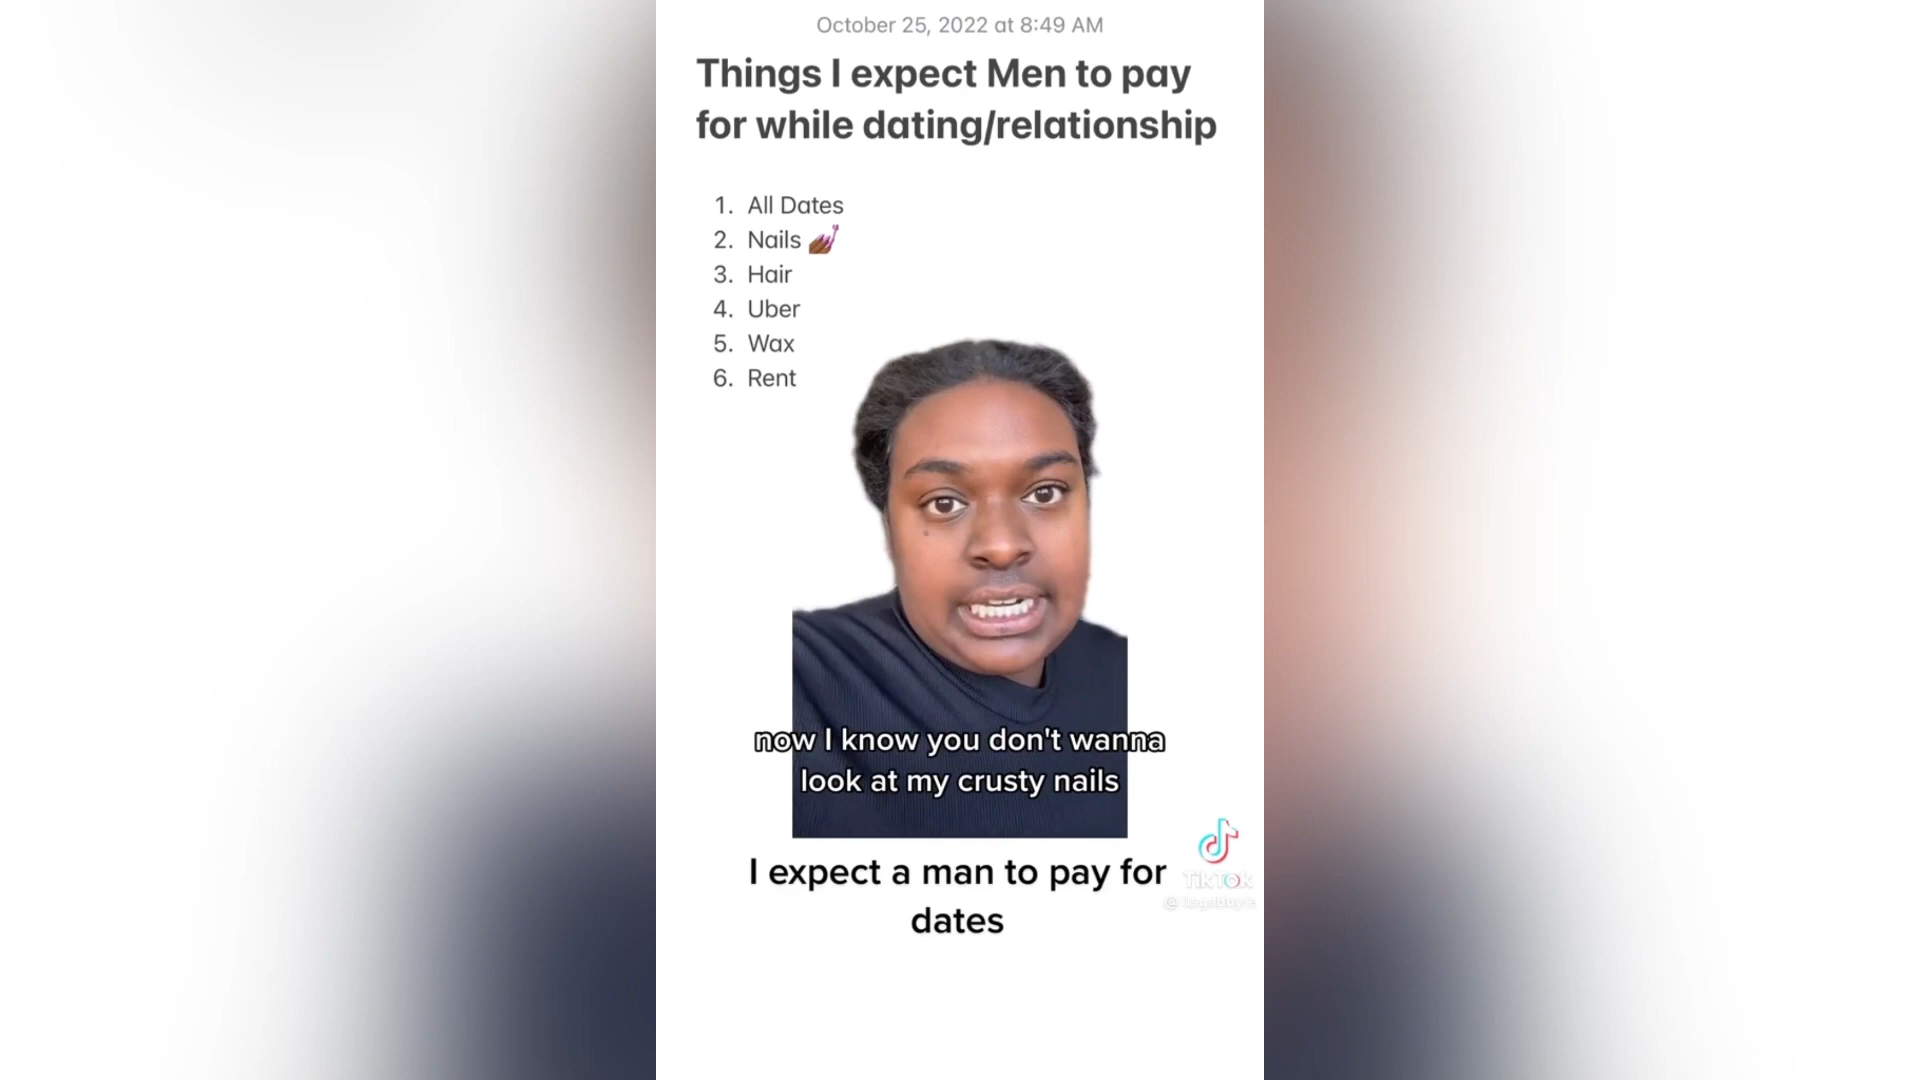 October 25, 2022 at 8:49 AM
Things I expect Men to pay
for while dating/relationship
1. All Dates
2. Nails 💅🏾
3. Hair
4. Uber
5. Wax
6. Rent
now I know you don't wanna
look at my crusty nails
I expect a man to pay for
dates
TikTok